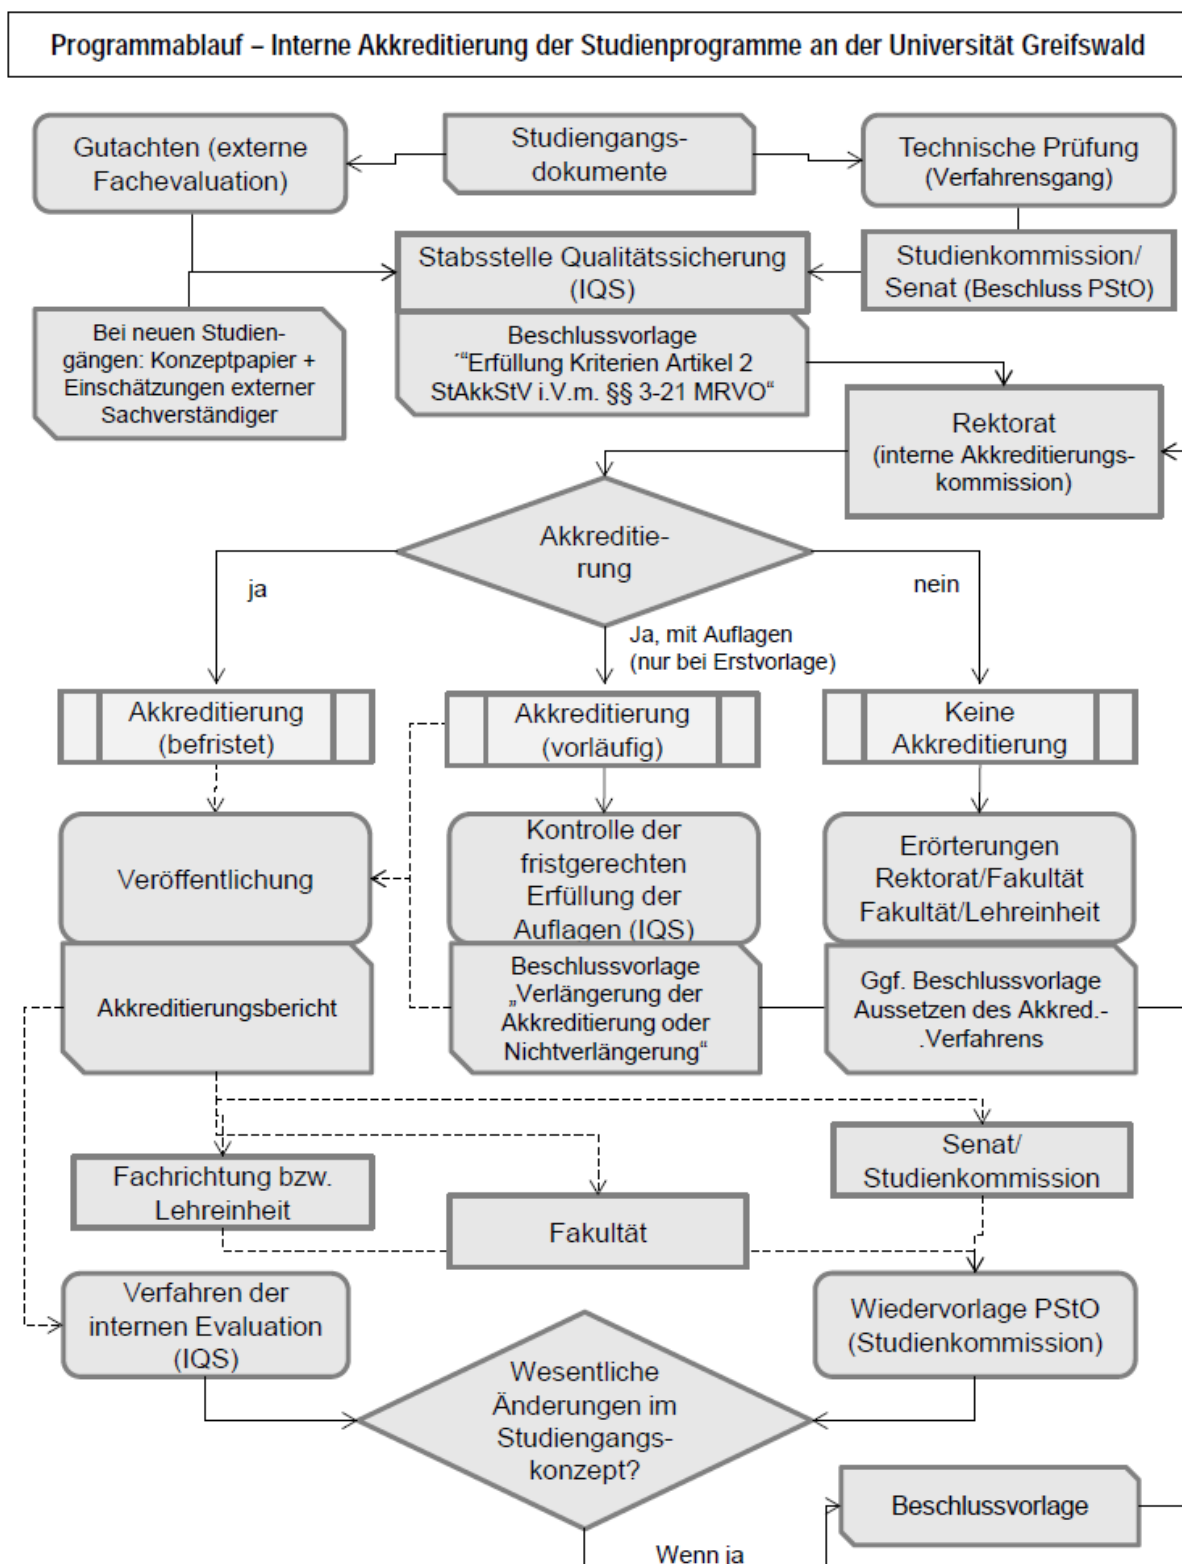 Programmablauf – Interne Akkreditierung der Studienprogramme an der Universität Greifswald
Gutachten (externe
Fachevaluation)
Studiengangs-
dokumente
Technische Prüfung
(Verfahrensgang)
Stabsstelle Qualitätssicherung
(IQS)
Studienkommission/
Senat (Beschluss PStO)
Bei neuen Studien-
gängen: Konzeptpapier +
Einschätzungen externer
Sachverständiger
Beschlussvorlage
´“Erfüllung Kriterien Artikel 2
StAkkStV i.V.m. §§ 3-21 MRVO“
Rektorat
(interne Akkreditierungs-
kommission)
Akkreditie-
rung
ja
nein
Ja, mit Auflagen
(nur bei Erstvorlage)
Akkreditierung
(befristet)
Akkreditierung
(vorläufig)
Keine
Akkreditierung
Veröffentlichung
Kontrolle der
fristgerechten
Erfüllung der
Auflagen (IQS)
Erörterungen
Rektorat/Fakultät
Fakultät/Lehreinheit
Akkreditierungsbericht
Beschlussvorlage
„Verlängerung der
Akkreditierung oder
Nichtverlängerung“
Ggf. Beschlussvorlage
Aussetzen des Akkred.-
.Verfahrens
Fachrichtung bzw.
Lehreinheit
Fakultät
Senat/
Studienkommission
Verfahren der
internen Evaluation
(IQS)
Wiedervorlage PStO
(Studienkommission)
Wesentliche
Änderungen im
Studiengangs-
konzept?
Beschlussvorlage
Wenn ja